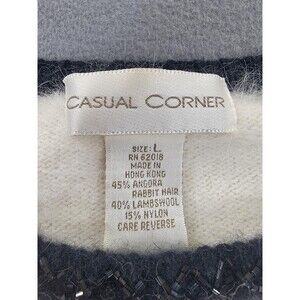 CASUAL CORNER
SIZE: L
RN 62018
MADE IN
HONG KONG
45% ANGORA
RABBIT HAIR
40% LAMBSWOOL
15% NYLON
CARE REVERSE